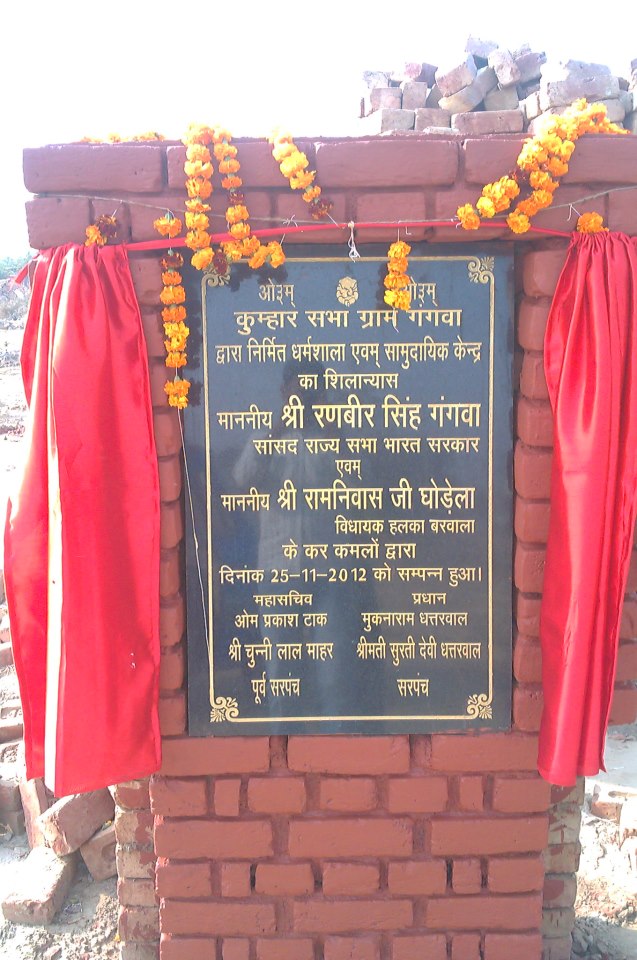 ओ३म् ओ३म्
कुम्हार सभा ग्राम गंगवा
द्वारा निर्मित धर्मशाला एवम् सामुदायिक केन्द्र
का शिलान्यास
माननीय श्री रणबीर सिंह गंगवा
सांसद राज्य सभा भारत सरकार
एवम्
माननीय श्री रामनिवास जी घोड़ेला
विधायक हलका बरवाला
के कर कमलों द्वारा
दिनांक 25-11-2012 को सम्पन्न हुआ।
महासचिव प्रधान
ओम प्रकाश टाक मुकनाराम धत्तरवाल
श्री चुन्नी लाल माहर श्रीमती सुरती देवी धत्तरवाल
पूर्व सरपंच सरपंच